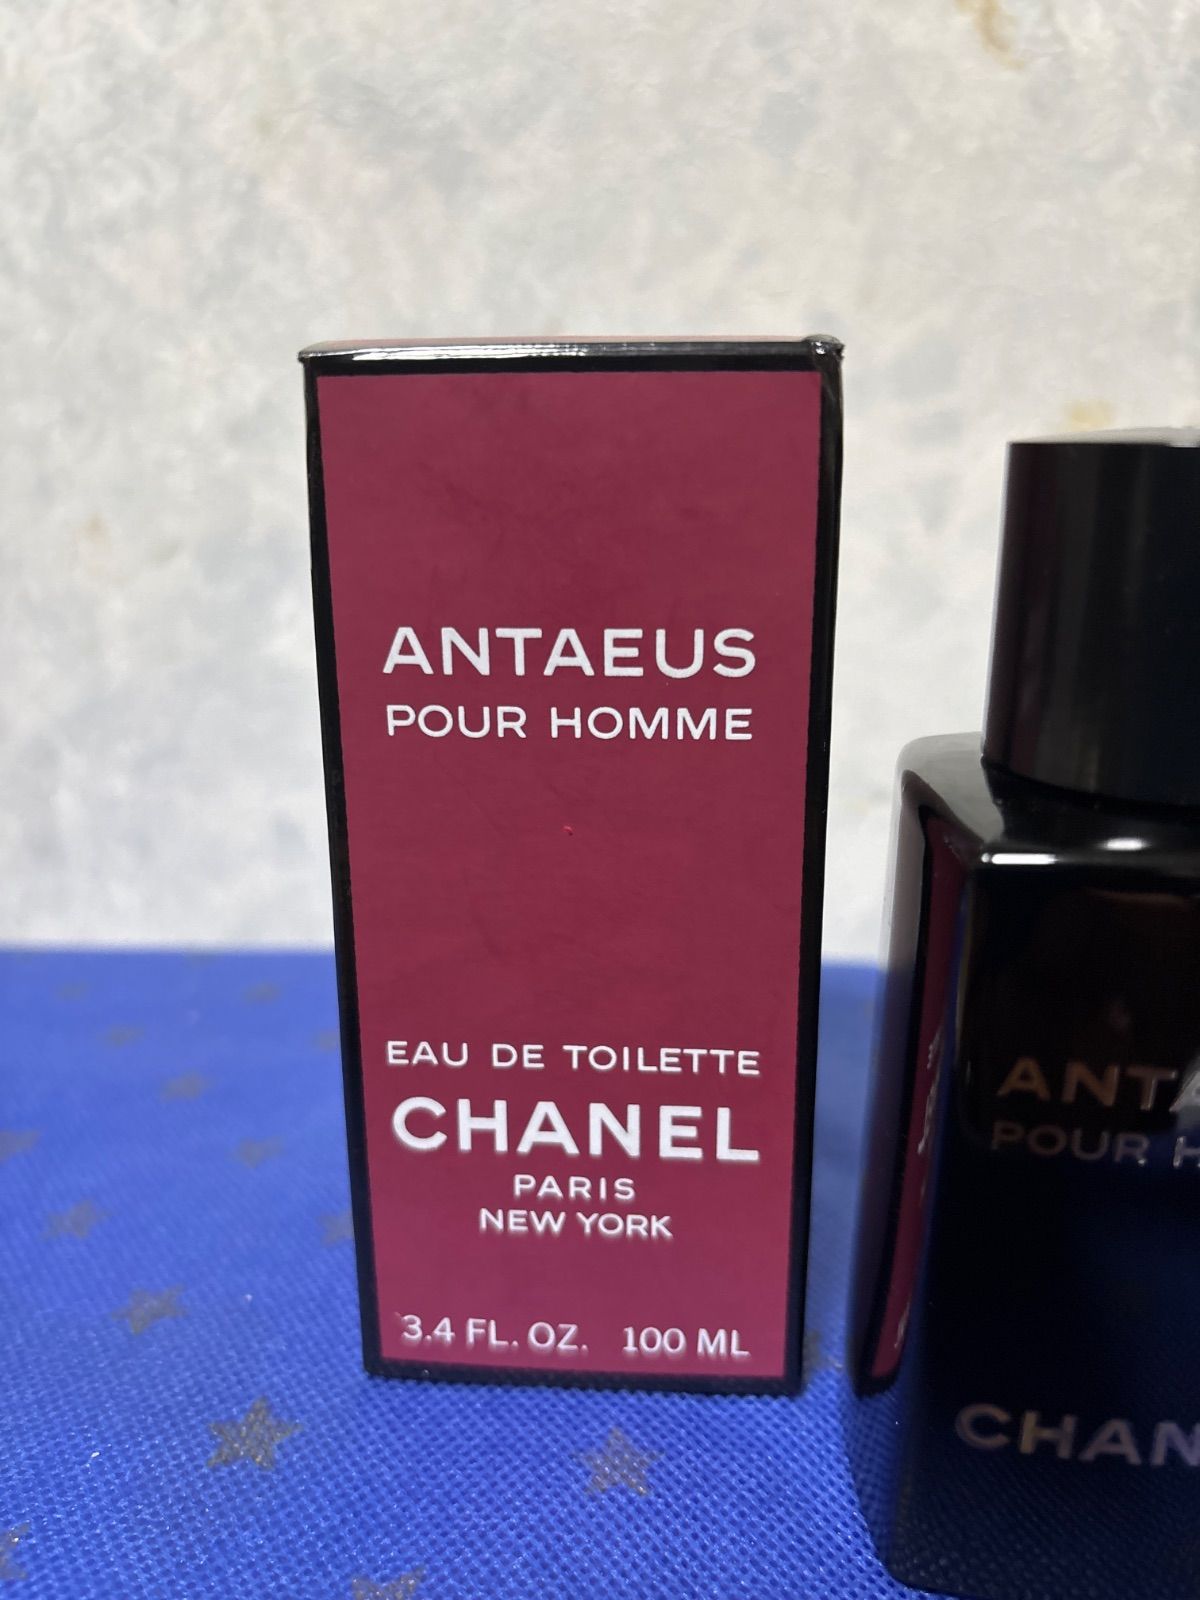 ANTAEUS
POUR HOMME
EAU DE TOILETTE
CHANEL
PARIS
NEW YORK
3.4 FL. OZ. 100 ML
ANTA
POUR H
CHAN